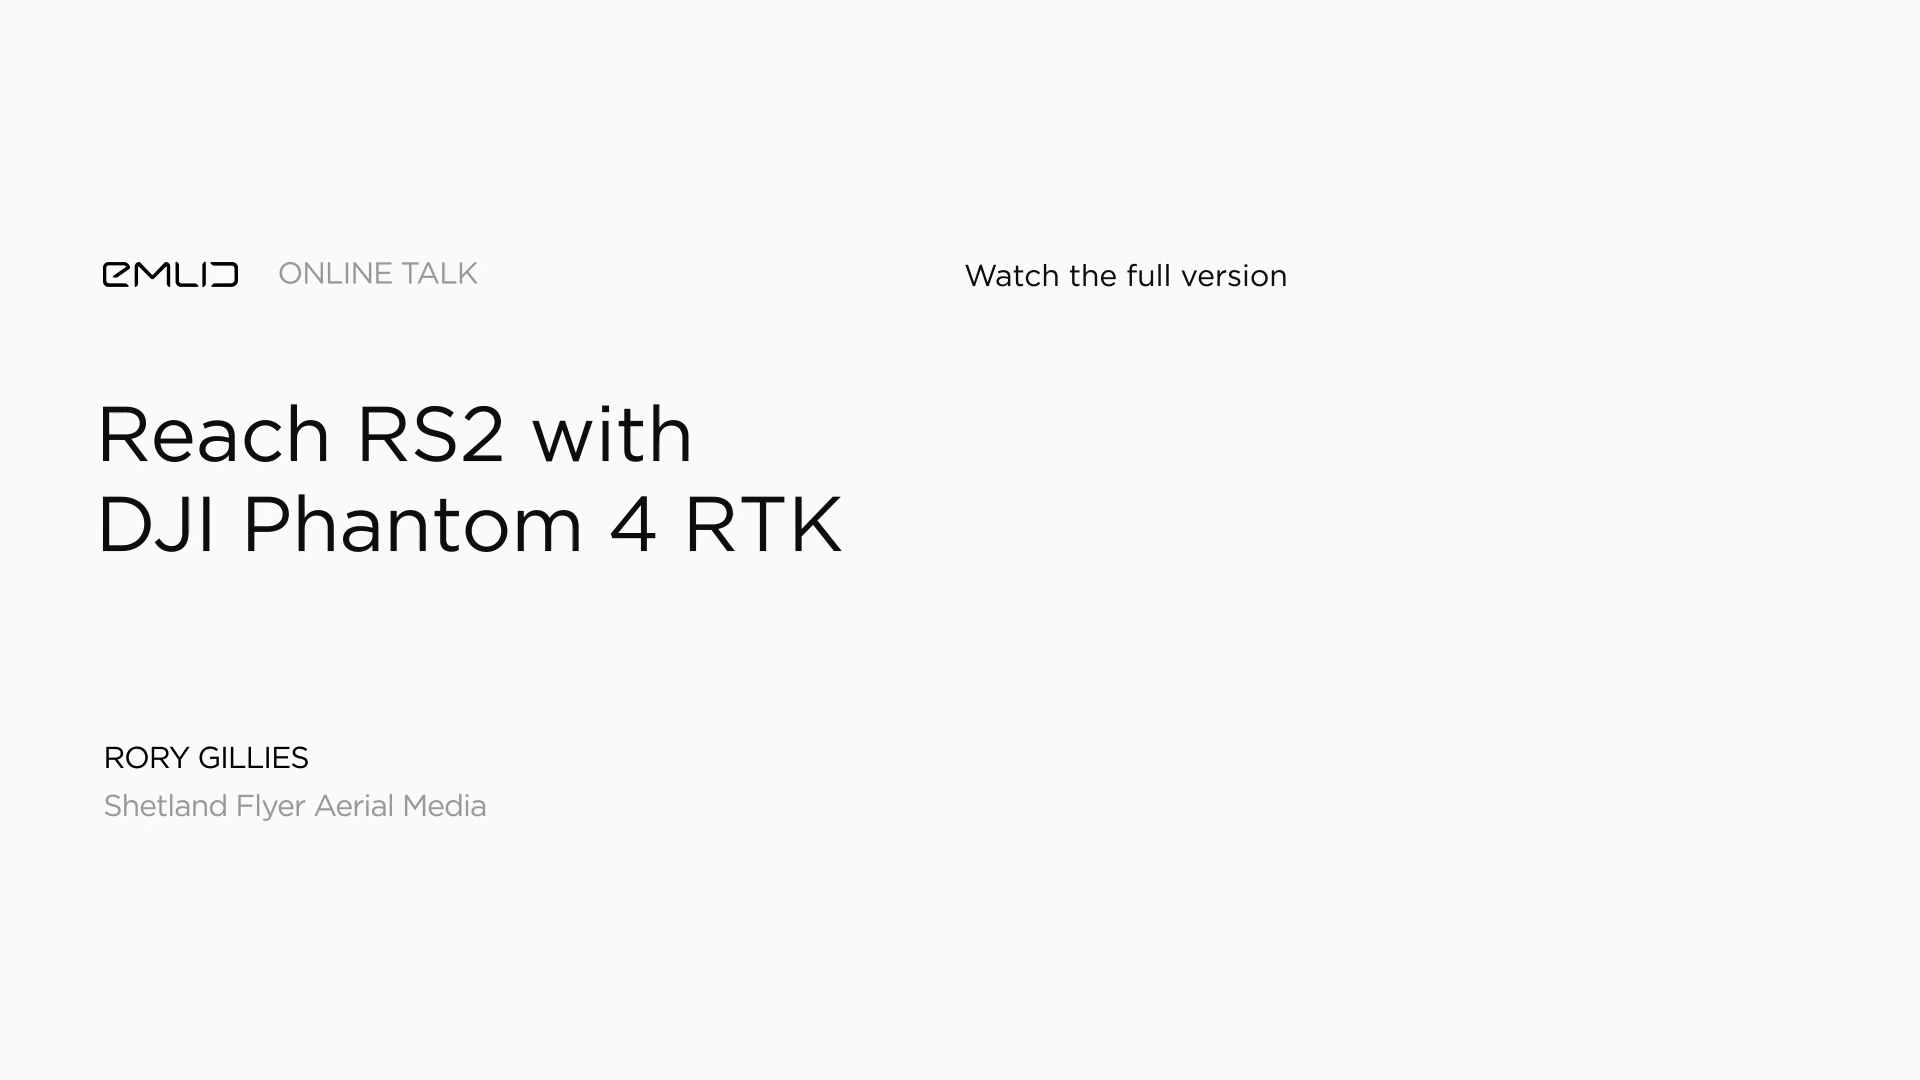 EMLID ONLINE TALK
Watch the full version
Reach RS2 with
DJI Phantom 4 RTK
RORY GILLIES
Shetland Flyer Aerial Media